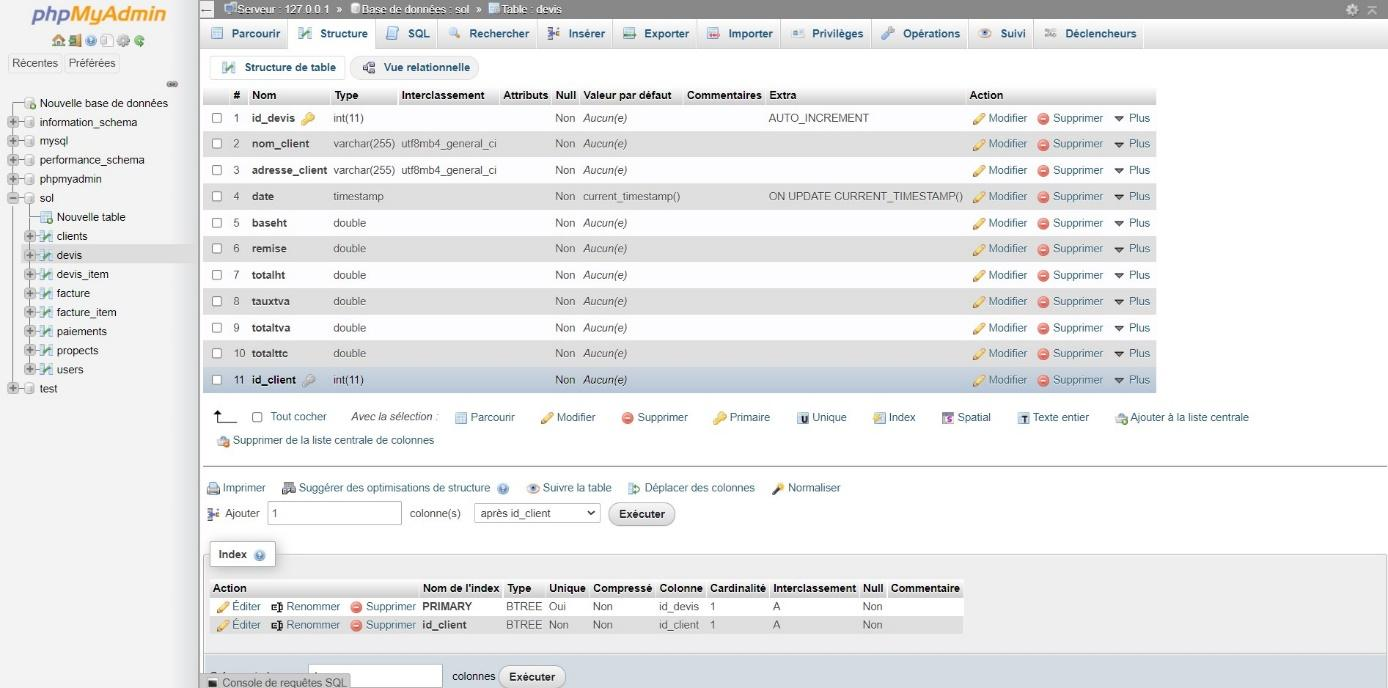 phpMyAdmin
Récentes Préférées
Nouvelle base de données
information_schema
mysql
performance_schema
phpmyadmin
sol
Nouvelle table
clients
devis
devis_item
facture
facture_item
paiements
propects
users
test
Serveur : 127.0.0.1 » Base de données : sol » Table : devis
Parcourir Structure SQL Rechercher Insérer Exporter Importer Privilèges Opérations Suivi Déclencheurs
Structure de table Vue relationnelle
# Nom Type Interclassement Attributs Null Valeur par défaut Commentaires Extra Action
1 id_devis int(11) Non Aucun(e) AUTO_INCREMENT Modifier Supprimer Plus
2 nom_client varchar(255) utf8mb4_general_ci Non Aucun(e) Modifier Supprimer Plus
3 adresse_client varchar(255) utf8mb4_general_ci Non Aucun(e) Modifier Supprimer Plus
4 date timestamp Non current_timestamp() ON UPDATE CURRENT_TIMESTAMP() Modifier Supprimer Plus
5 baseht double Non Aucun(e) Modifier Supprimer Plus
6 remise double Non Aucun(e) Modifier Supprimer Plus
7 totalht double Non Aucun(e) Modifier Supprimer Plus
8 tauxtva double Non Aucun(e) Modifier Supprimer Plus
9 totaltva double Non Aucun(e) Modifier Supprimer Plus
10 totalttc double Non Aucun(e) Modifier Supprimer Plus
11 id_client int(11) Non Aucun(e) Modifier Supprimer Plus
Tout cocher Avec la sélection : Parcourir Modifier Supprimer Primaire Unique Index Spatial Texte entier Ajouter à la liste centrale
Supprimer de la liste centrale de colonnes
Imprimer Suggérer des optimisations de structure Suivre la table Déplacer des colonnes Normaliser
Ajouter 1 colonne(s) après id_client Exécuter
Index
Action Nom de l'index Type Unique Compressé Colonne Cardinalité Interclassement Null Commentaire
Éditer Renommer Supprimer PRIMARY BTREE Oui Non id_devis 1 A Non
Éditer Renommer Supprimer id_client BTREE Non Non id_client 1 A Non
colonnes Exécuter
Console de requêtes SQL